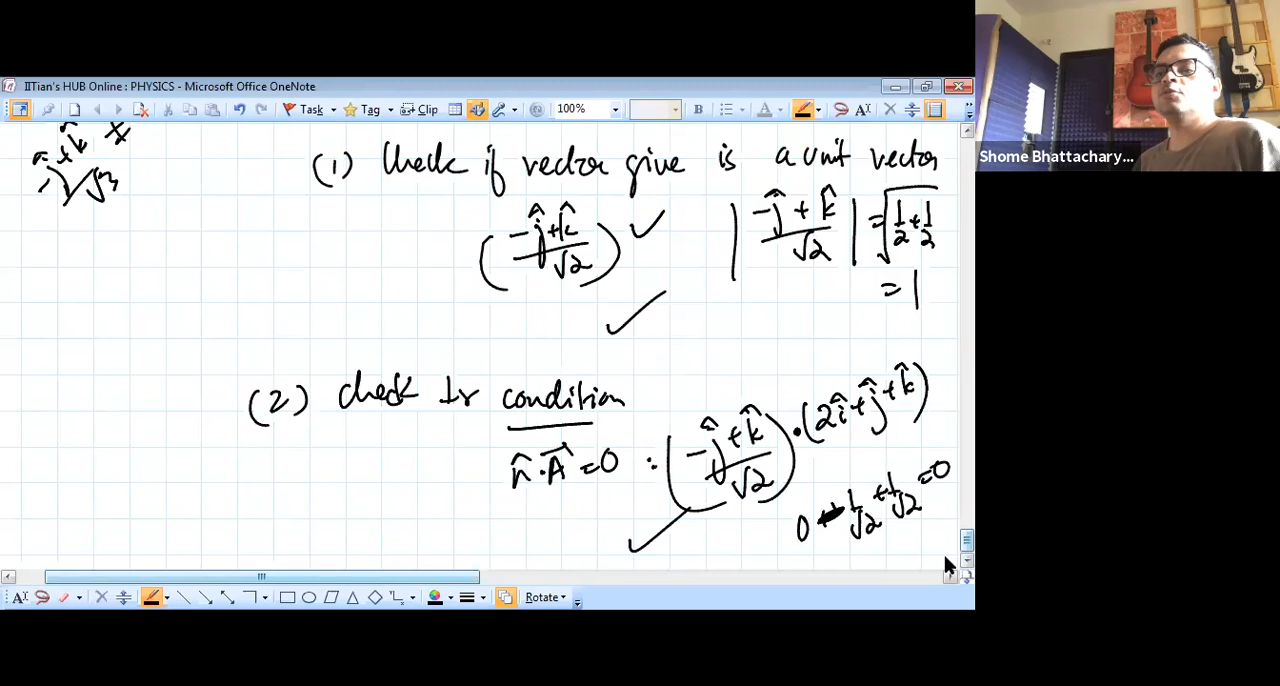 IITian's HUB Online : PHYSICS - Microsoft Office OneNote
Task Tag Clip 100% B A
Shome Bhattachary...
(1) Check if vector give is a unit vector
(-ĵ+k̂/√2) ✓ |-ĵ+k̂/√2| = √1/2+1/2
= 1
✓
(2) check ⊥r condition
n̂·A⃗=0 : (-ĵ+k̂/√2)·(2î+ĵ+k̂)
0 - 1/√2 + 1/√2 = 0
✓
Rotate